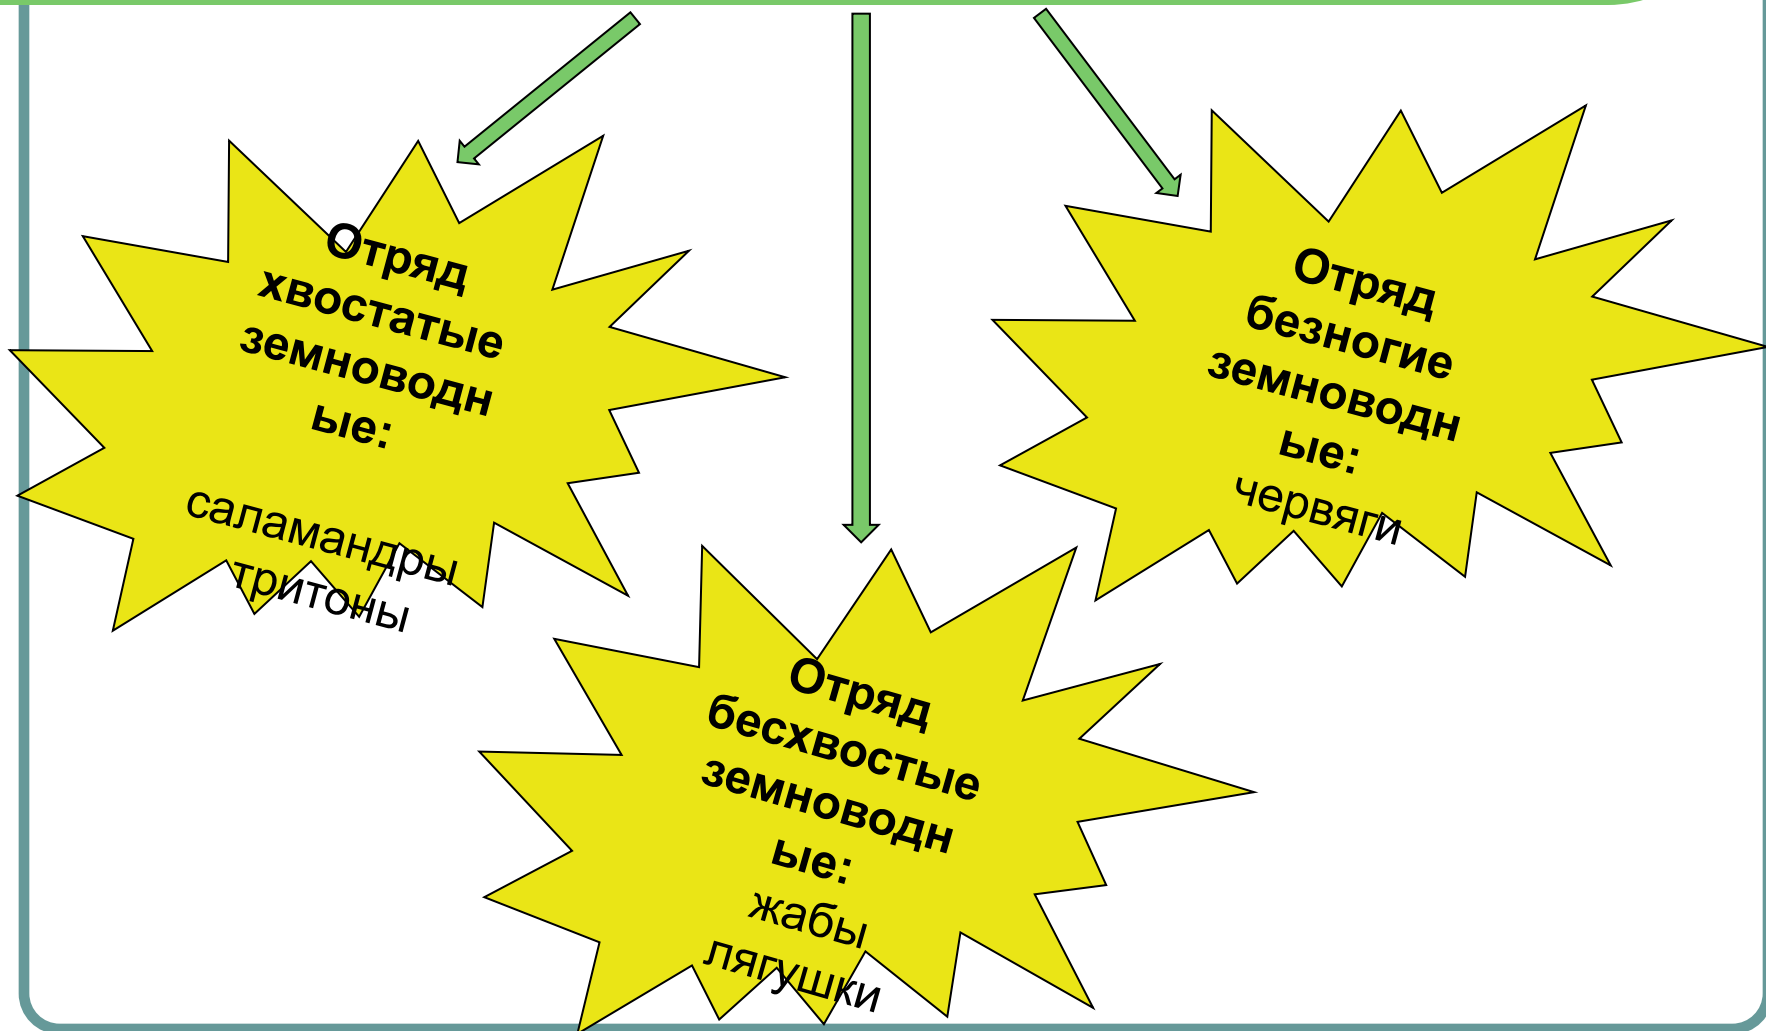 Отряд
хвостатые
земноводн
ые:
саламандры
тритоны
Отряд
безногие
земноводн
ые:
червяги
Отряд
бесхвостые
земноводн
ые:
жабы
лягушки